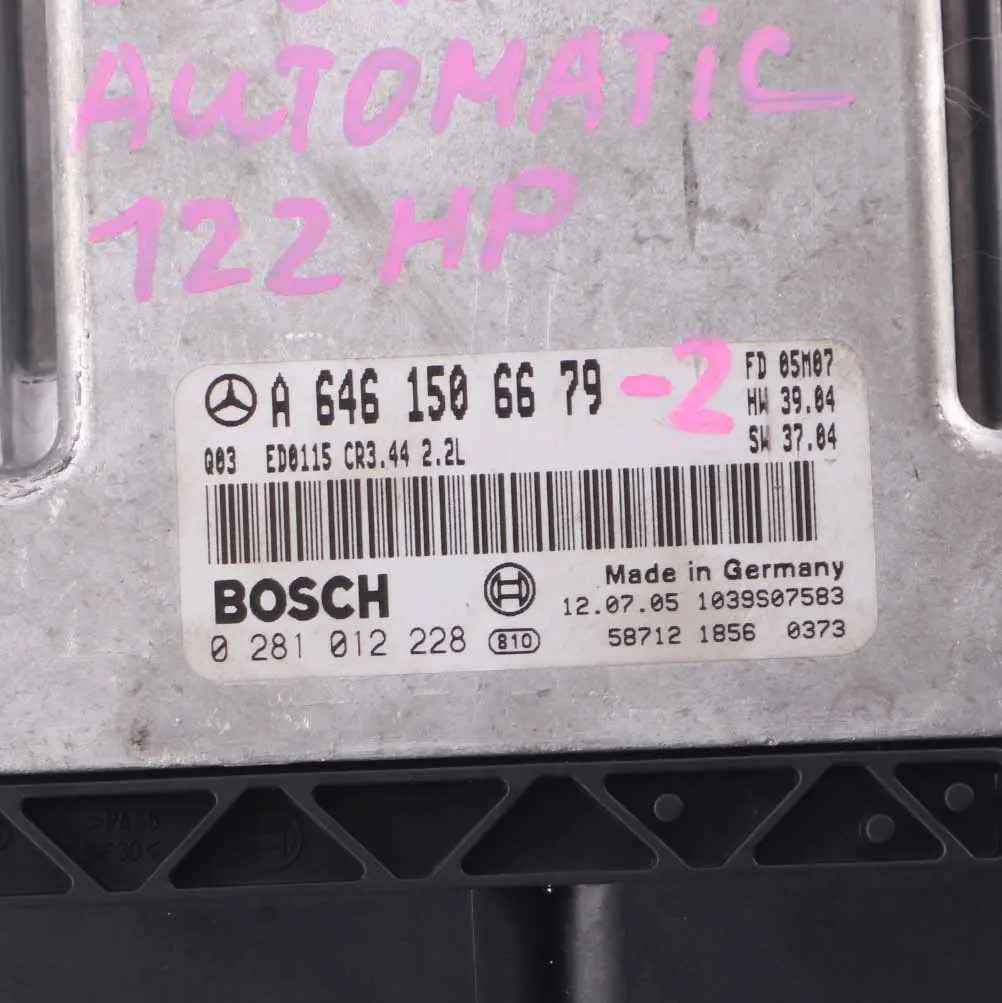 AUTOMATIC
122 HP
A 646 150 66 79 -2
FD 05M07
HW 39.04
SW 37.04
Q03 ED0115 CR3.44 2.2L
BOSCH
Made in Germany
12.07.05 1039S07583
0 281 012 228 810
58712 1856 0373